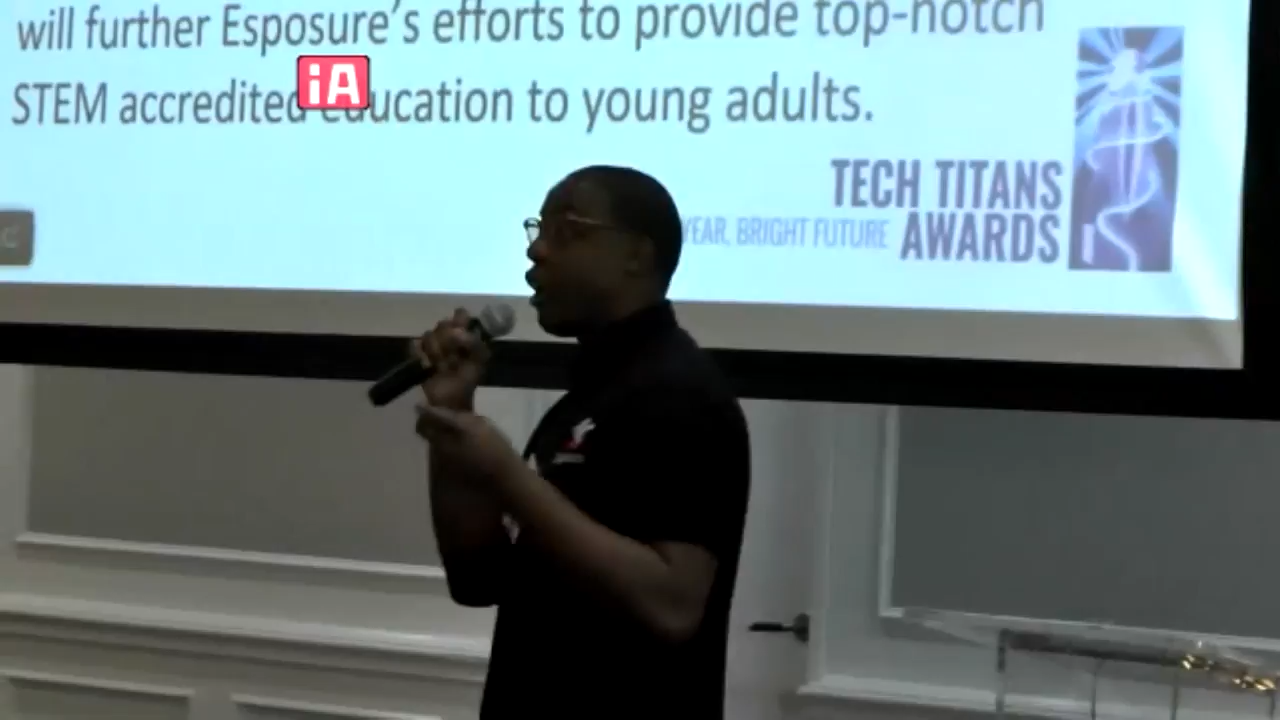 will further Esposure's efforts to provide top-notch
STEM accredited education to young adults.
iA
TECH TITANS
YEAR, BRIGHT FUTURE AWARDS